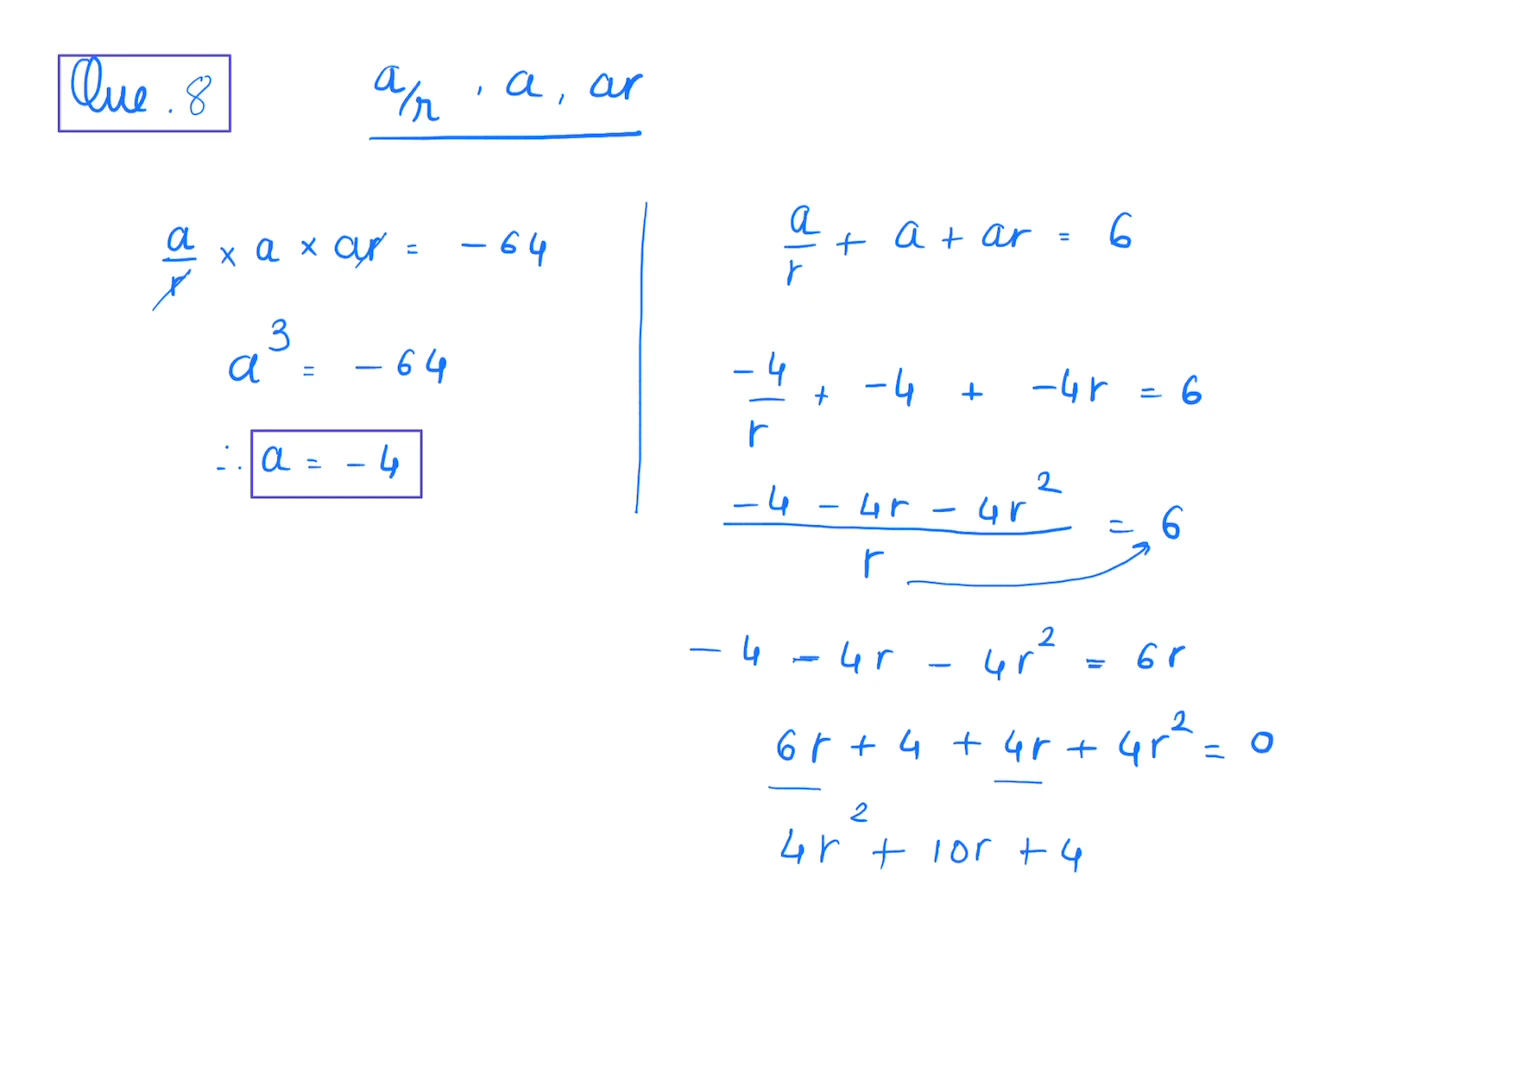 Que. 8
a/r , a, ar
a/r × a × ar = -64
a³ = -64
∴ a = -4
a/r + a + ar = 6
-4/r + -4 + -4r = 6
(-4 - 4r - 4r²)/r = 6
-4 - 4r - 4r² = 6r
6r + 4 + 4r + 4r² = 0
4r² + 10r + 4